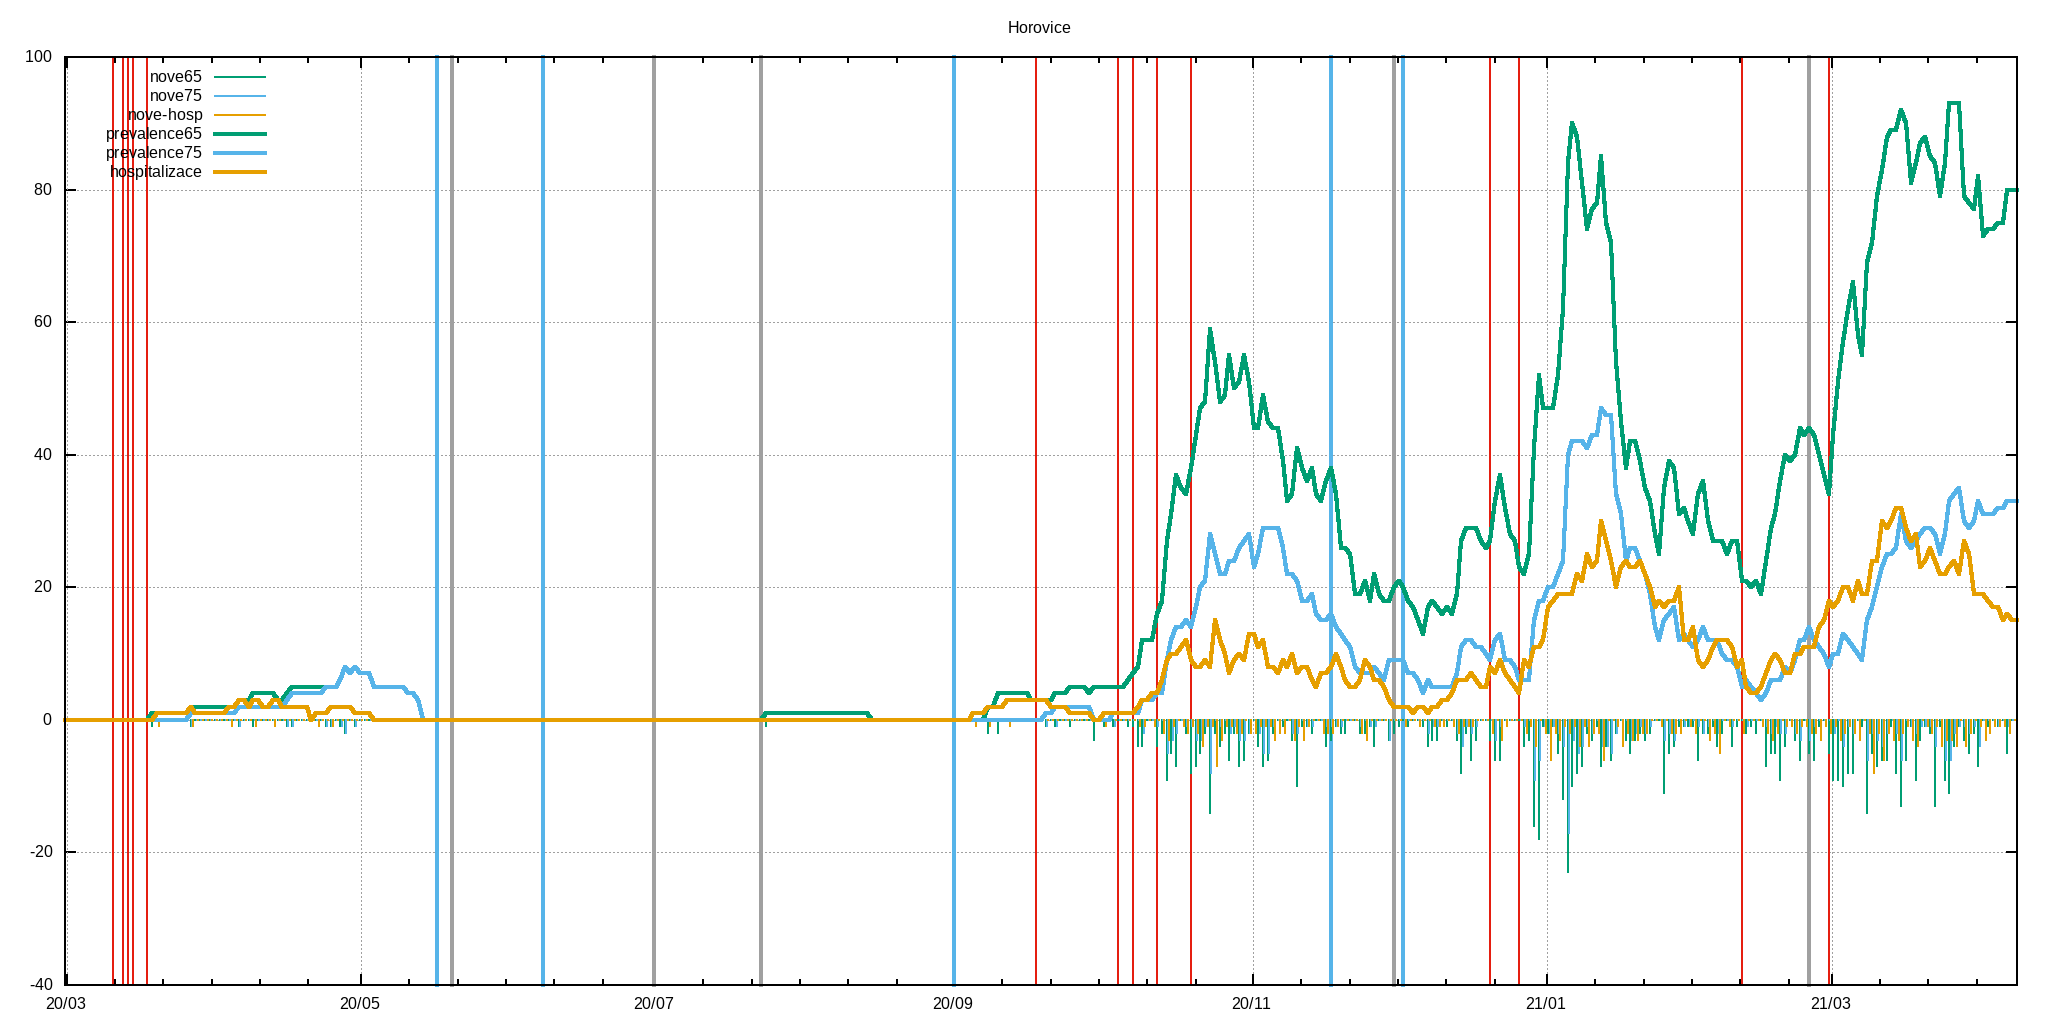 Horovice
100
nove65
nove75
nove-hosp
prevalence65
prevalence75
hospitalizace
80
60
40
20
0
-20
-40
20/03 20/05 20/07 20/09 20/11 21/01 21/03